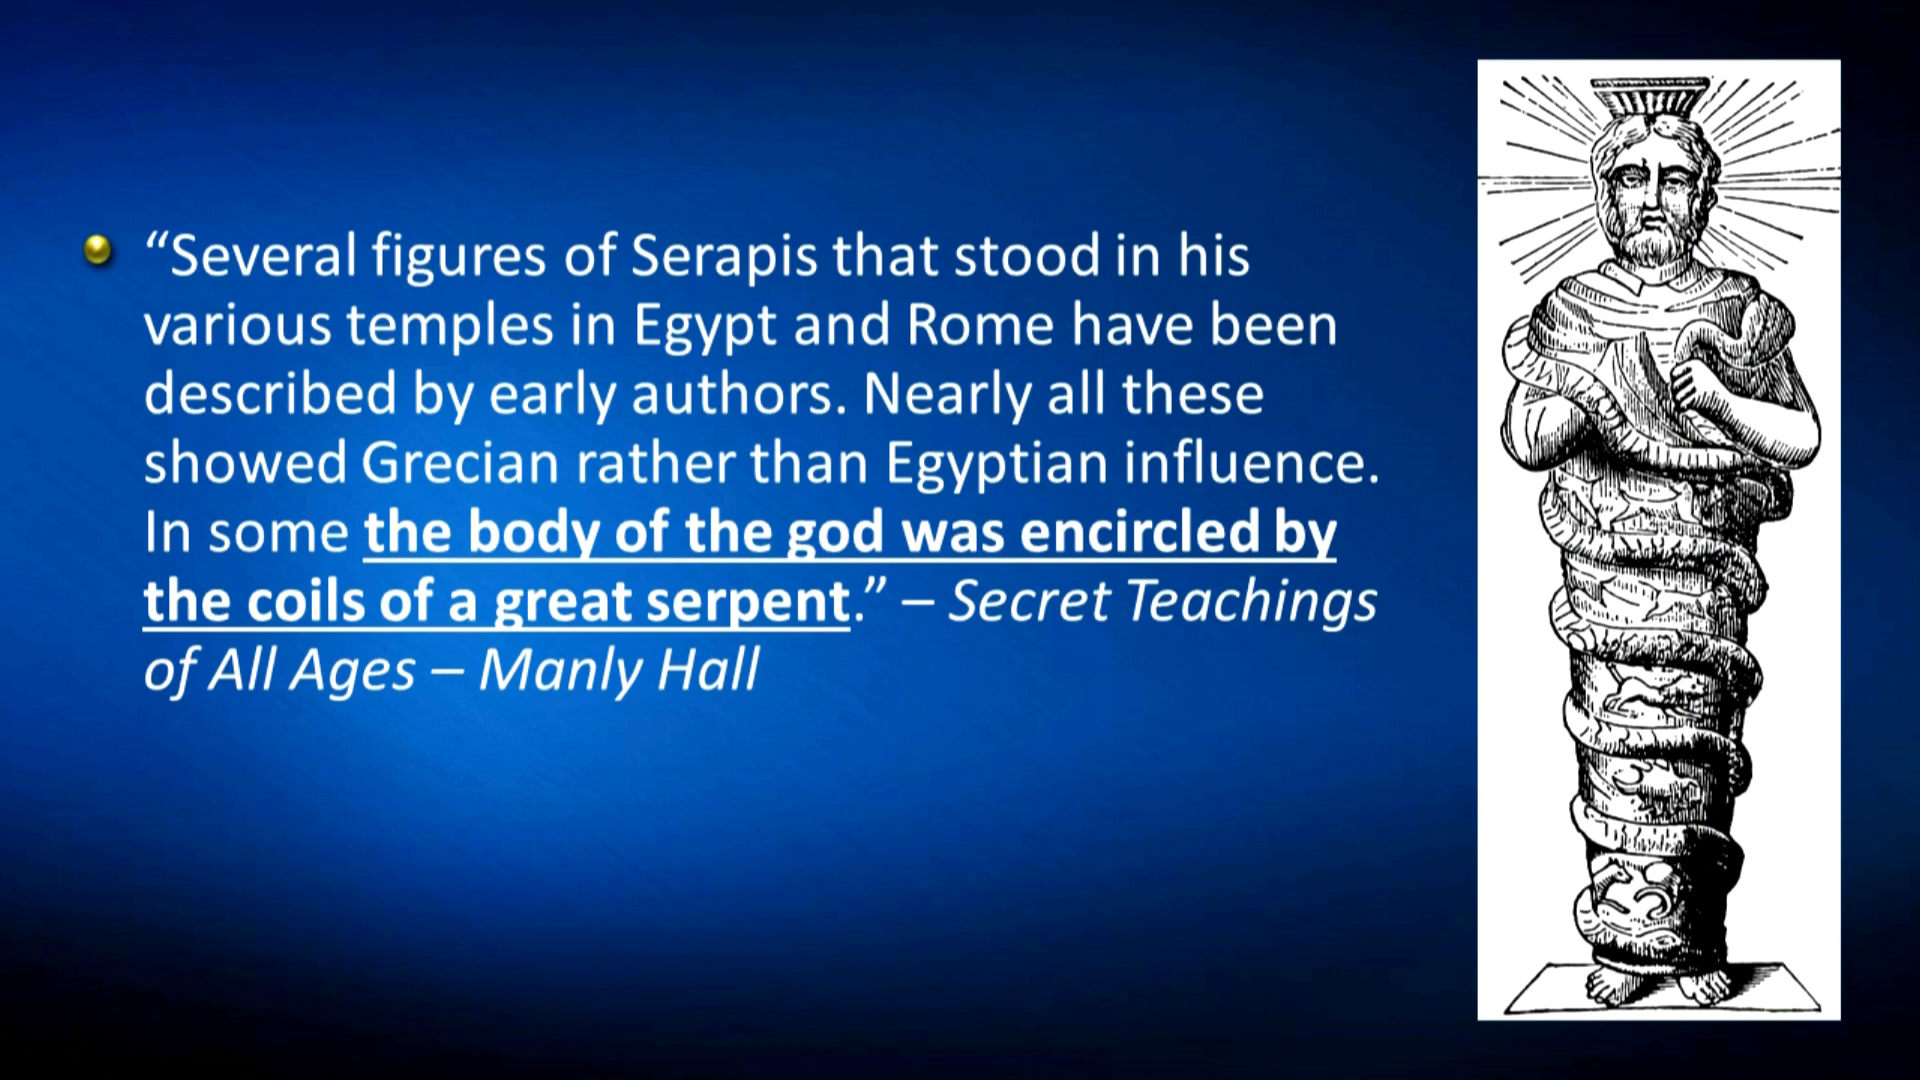 “Several figures of Serapis that stood in his
various temples in Egypt and Rome have been
described by early authors. Nearly all these
showed Grecian rather than Egyptian influence.
In some the body of the god was encircled by
the coils of a great serpent.” – Secret Teachings
of All Ages – Manly Hall